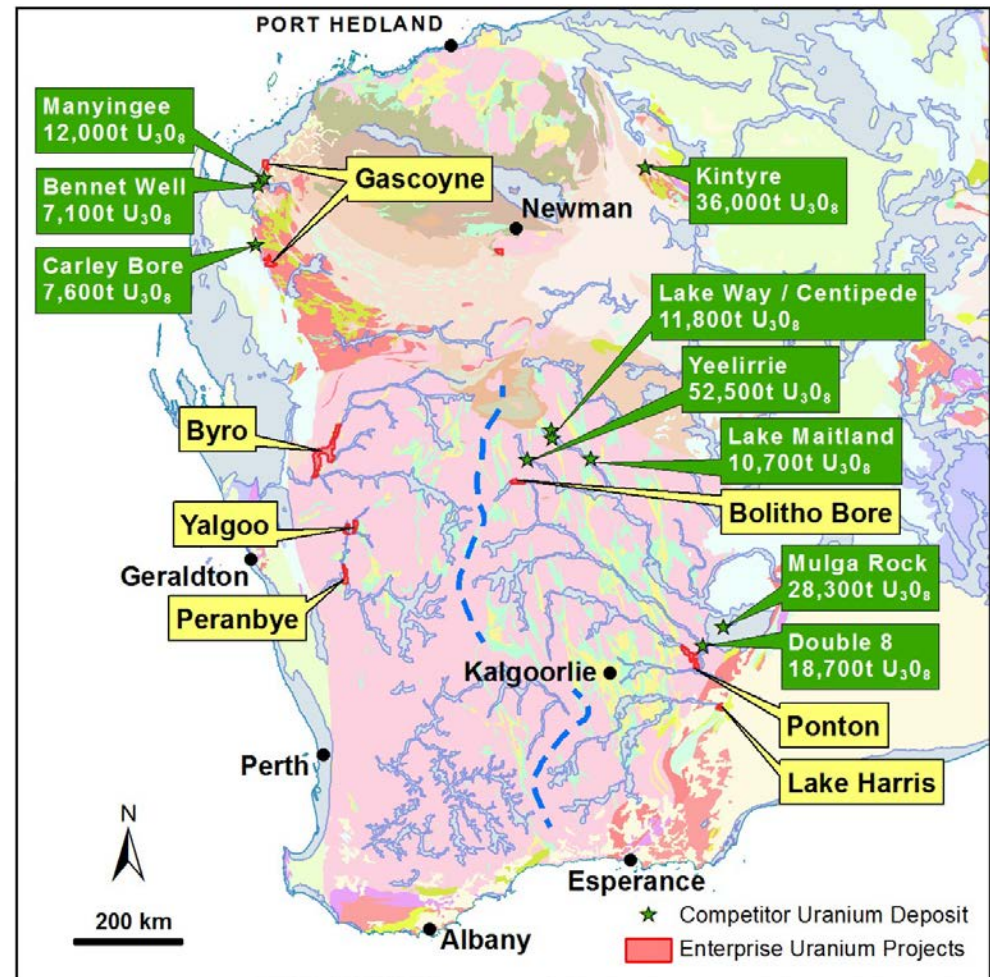 PORT HEDLAND
Manyingee
12,000t U₃0₈
Bennet Well
7,100t U₃0₈
Carley Bore
7,600t U₃0₈
Gascoyne
Newman
Kintyre
36,000t U₃0₈
Lake Way / Centipede
11,800t U₃0₈
Yeelirrie
52,500t U₃0₈
Lake Maitland
10,700t U₃0₈
Byro
Bolitho Bore
Yalgoo
Geraldton
Peranbye
Mulga Rock
28,300t U₃0₈
Double 8
18,700t U₃0₈
Kalgoorlie
Ponton
Perth
Lake Harris
N
200 km
Esperance
Albany
Competitor Uranium Deposit
Enterprise Uranium Projects